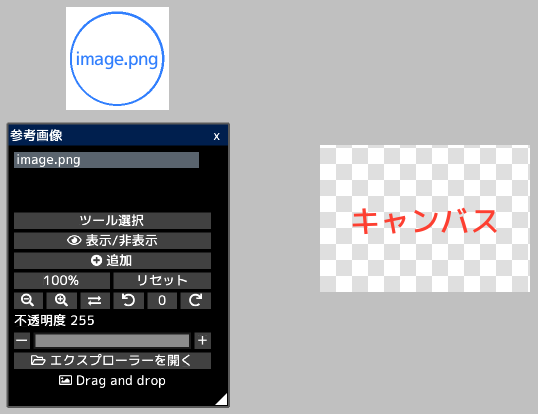 image.png
参考画像 x
image.png
ツール選択
表示/非表示
追加
100% リセット
0
不透明度 255
エクスプローラーを開く
Drag and drop
キャンバス